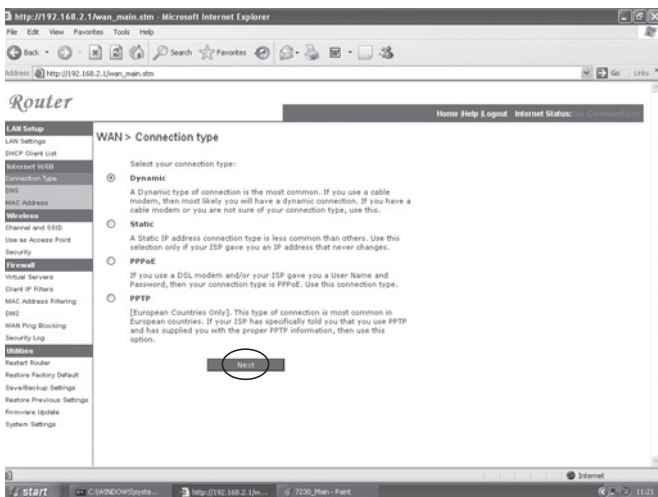 http://192.168.2.1/wan_main.stm - Microsoft Internet Explorer
File Edit View Favorites Tools Help
Back Search Favorites
Address http://192.168.2.1/wan_main.stm Go Links
Router
Home |Help |Logout Internet Status: No Connection
LAN Setup
LAN Settings
DHCP Client List
Internet WAN
Connection Type
DNS
MAC Address
Wireless
Channel and SSID
Use as Access Point
Security
Firewall
Virtual Servers
Client IP Filters
MAC Address Filtering
DMZ
WAN Ping Blocking
Security Log
Utilities
Restart Router
Restore Factory Default
Save/Backup Settings
Restore Previous Settings
Firmware Update
System Settings
WAN > Connection type
Select your connection type:
Dynamic
A Dynamic type of connection is the most common. If you use a cable
modem, then most likely you will have a dynamic connection. If you have a
cable modem or you are not sure of your connection type, use this.
Static
A Static IP address connection type is less common than others. Use this
selection only if your ISP gave you an IP address that never changes.
PPPoE
If you use a DSL modem and/or your ISP gave you a User Name and
Password, then your connection type is PPPoE. Use this connection type.
PPTP
[European Countries Only]. This type of connection is most common in
European countries. If your ISP has specifically told you that you use PPTP
and has supplied you with the proper PPTP information, then use this
option.
Next
Internet
start C:\WINDOWS\syste... http://192.168.2.1/w... 7230_Main - Paint 11:21